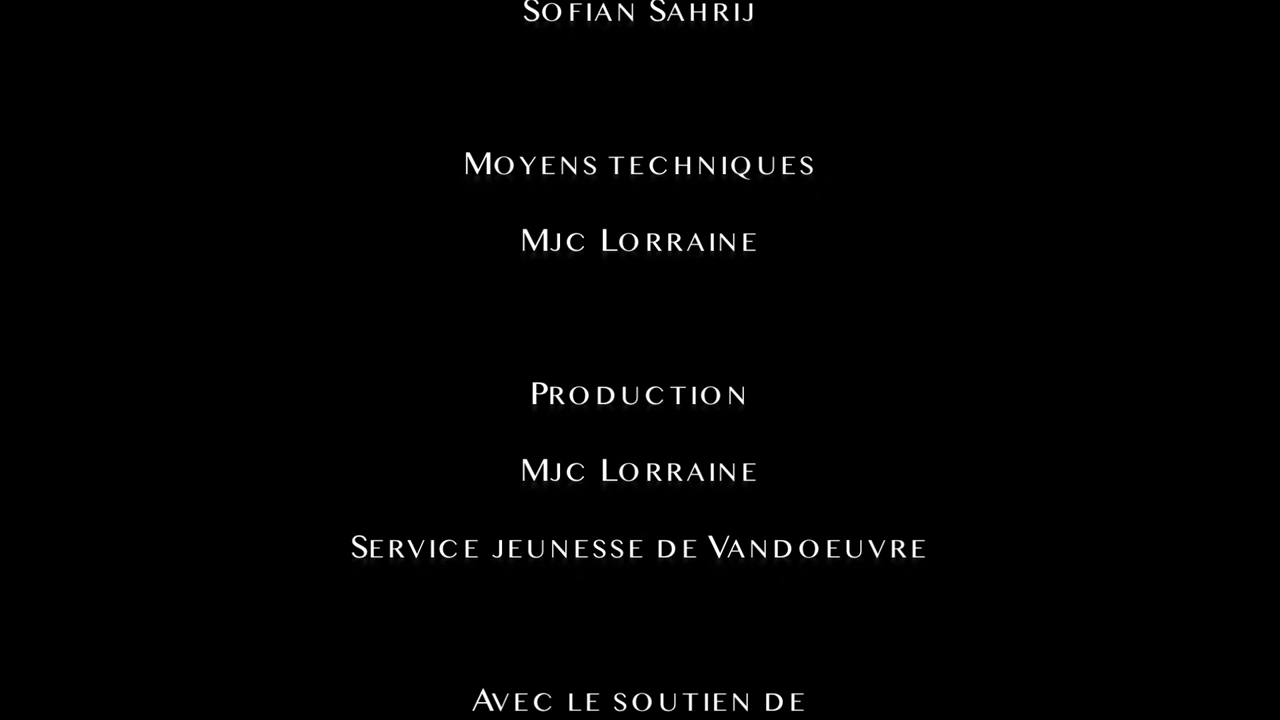 Sofian Sahrij
Moyens techniques
Mjc Lorraine
Production
Mjc Lorraine
Service jeunesse de Vandoeuvre
Avec le soutien de